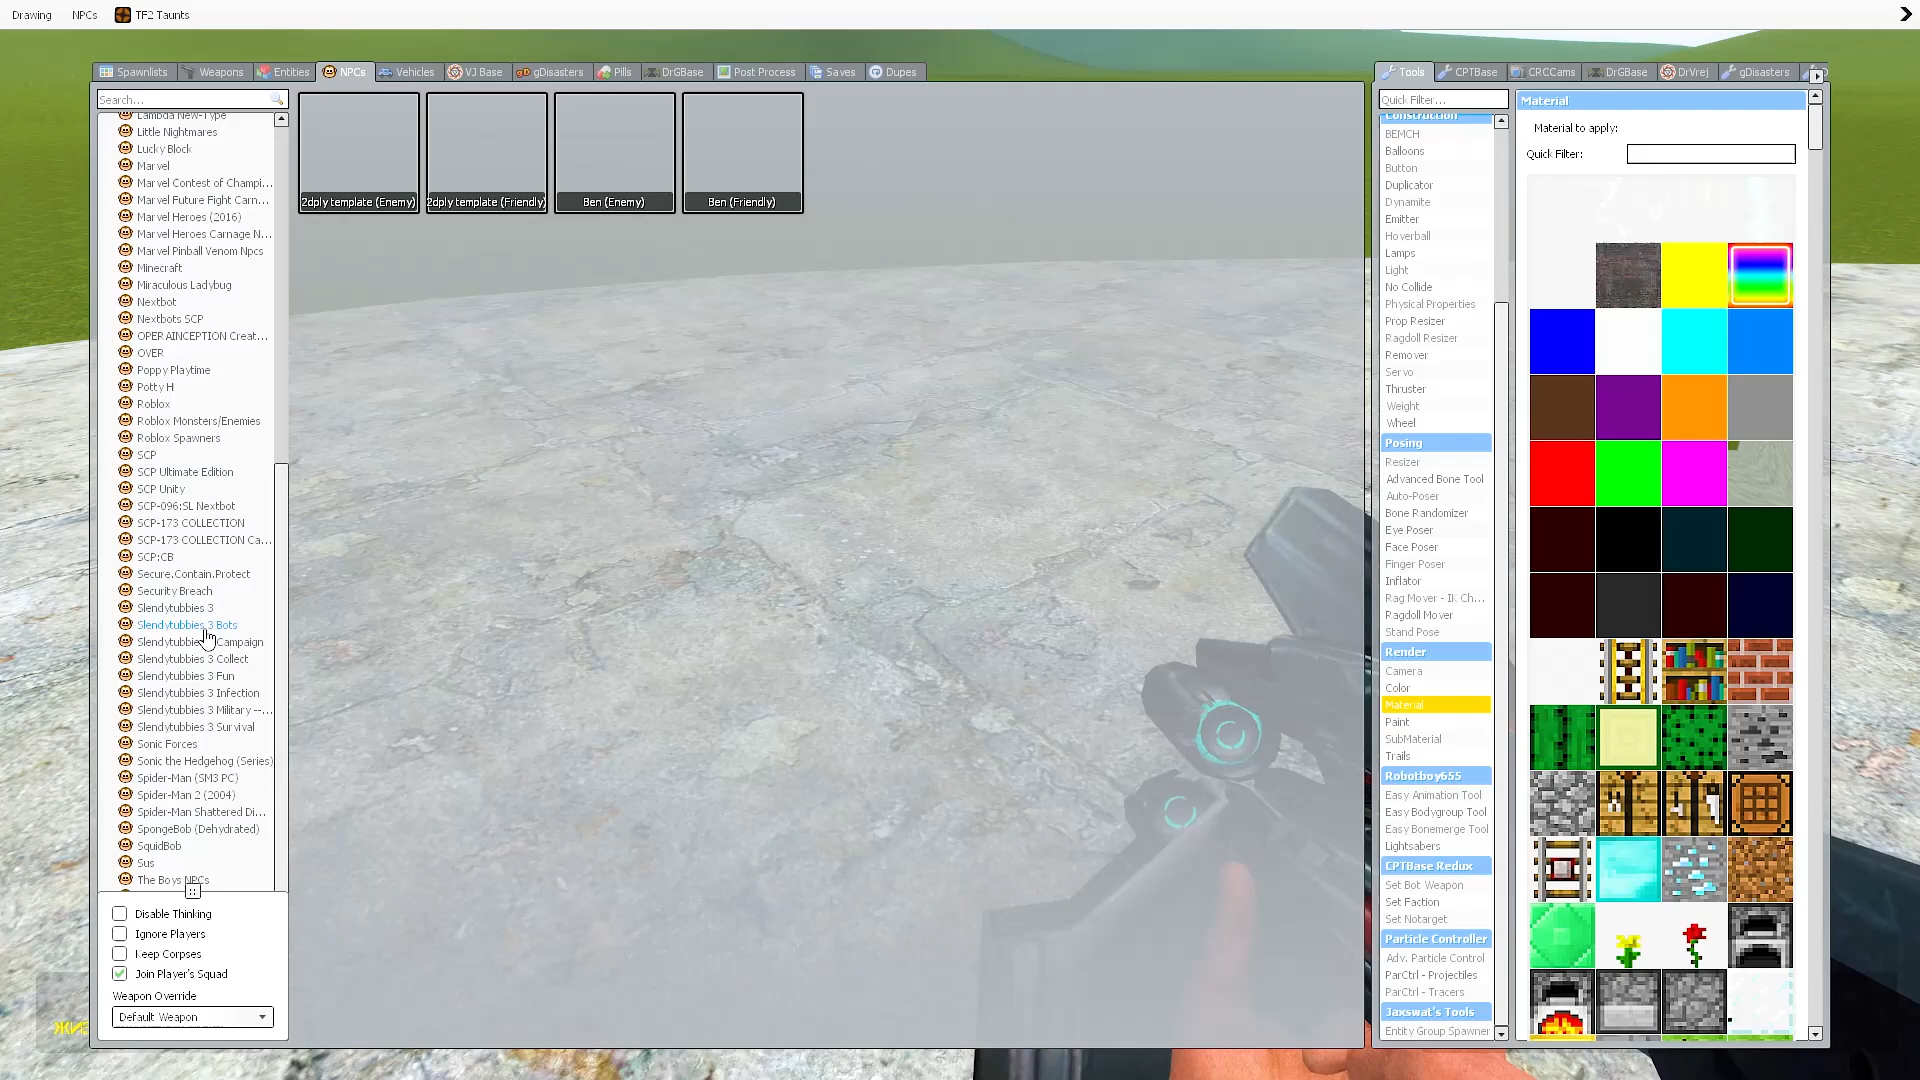 Drawing NPCs TF2 Taunts
Spawnlists Weapons Entities NPCs Vehicles VJ Base gDisasters Pills DrGBase Post Process Saves Dupes
Search...
Lambda New-Type
Little Nightmares
Lucky Block
Marvel
Marvel Contest of Champi...
Marvel Future Fight Carn...
Marvel Heroes (2016)
Marvel Heroes Carnage N...
Marvel Pinball Venom Npcs
Minecraft
Miraculous Ladybug
Nextbot
Nextbots SCP
OPERAINCEPTION Creat...
OVER
Poppy Playtime
Potty H
Roblox
Roblox Monsters/Enemies
Roblox Spawners
SCP
SCP Ultimate Edition
SCP Unity
SCP-096:SL Nextbot
SCP-173 COLLECTION
SCP-173 COLLECTION Ca...
SCP:CB
Secure.Contain.Protect
Security Breach
Slendytubbies 3
Slendytubbies 3 Bots
Slendytubbies Campaign
Slendytubbies 3 Collect
Slendytubbies 3 Fun
Slendytubbies 3 Infection
Slendytubbies 3 Military --...
Slendytubbies 3 Survival
Sonic Forces
Sonic the Hedgehog (Series)
Spider-Man (SM3 PC)
Spider-Man 2 (2004)
Spider-Man Shattered Di...
SpongeBob (Dehydrated)
SquidBob
Sus
The Boys NPCs
Disable Thinking
Ignore Players
Keep Corpses
Join Player's Squad
Weapon Override
Default Weapon
2dply template (Enemy)
2dply template (Friendly)
Ben (Enemy)
Ben (Friendly)
Tools CPTBase CRCCams DrGBase DrVrej gDisasters
Quick Filter...
Construction
BEMCH
Balloons
Button
Duplicator
Dynamite
Emitter
Hoverball
Lamps
Light
No Collide
Physical Properties
Prop Resizer
Ragdoll Resizer
Remover
Servo
Thruster
Weight
Wheel
Posing
Resizer
Advanced Bone Tool
Auto-Poser
Bone Randomizer
Eye Poser
Face Poser
Finger Poser
Inflator
Rag Mover - IK Ch...
Ragdoll Mover
Stand Pose
Render
Camera
Color
Material
Paint
SubMaterial
Trails
Robotboy655
Easy Animation Tool
Easy Bodygroup Tool
Easy Bonemerge Tool
Lightsabers
CPTBase Redux
Set Bot Weapon
Set Faction
Set Notarget
Particle Controller
Adv. Particle Control
ParCtrl - Projectiles
ParCtrl - Tracers
Jaxswat's Tools
Entity Group Spawner
Material
Material to apply:
Quick Filter: